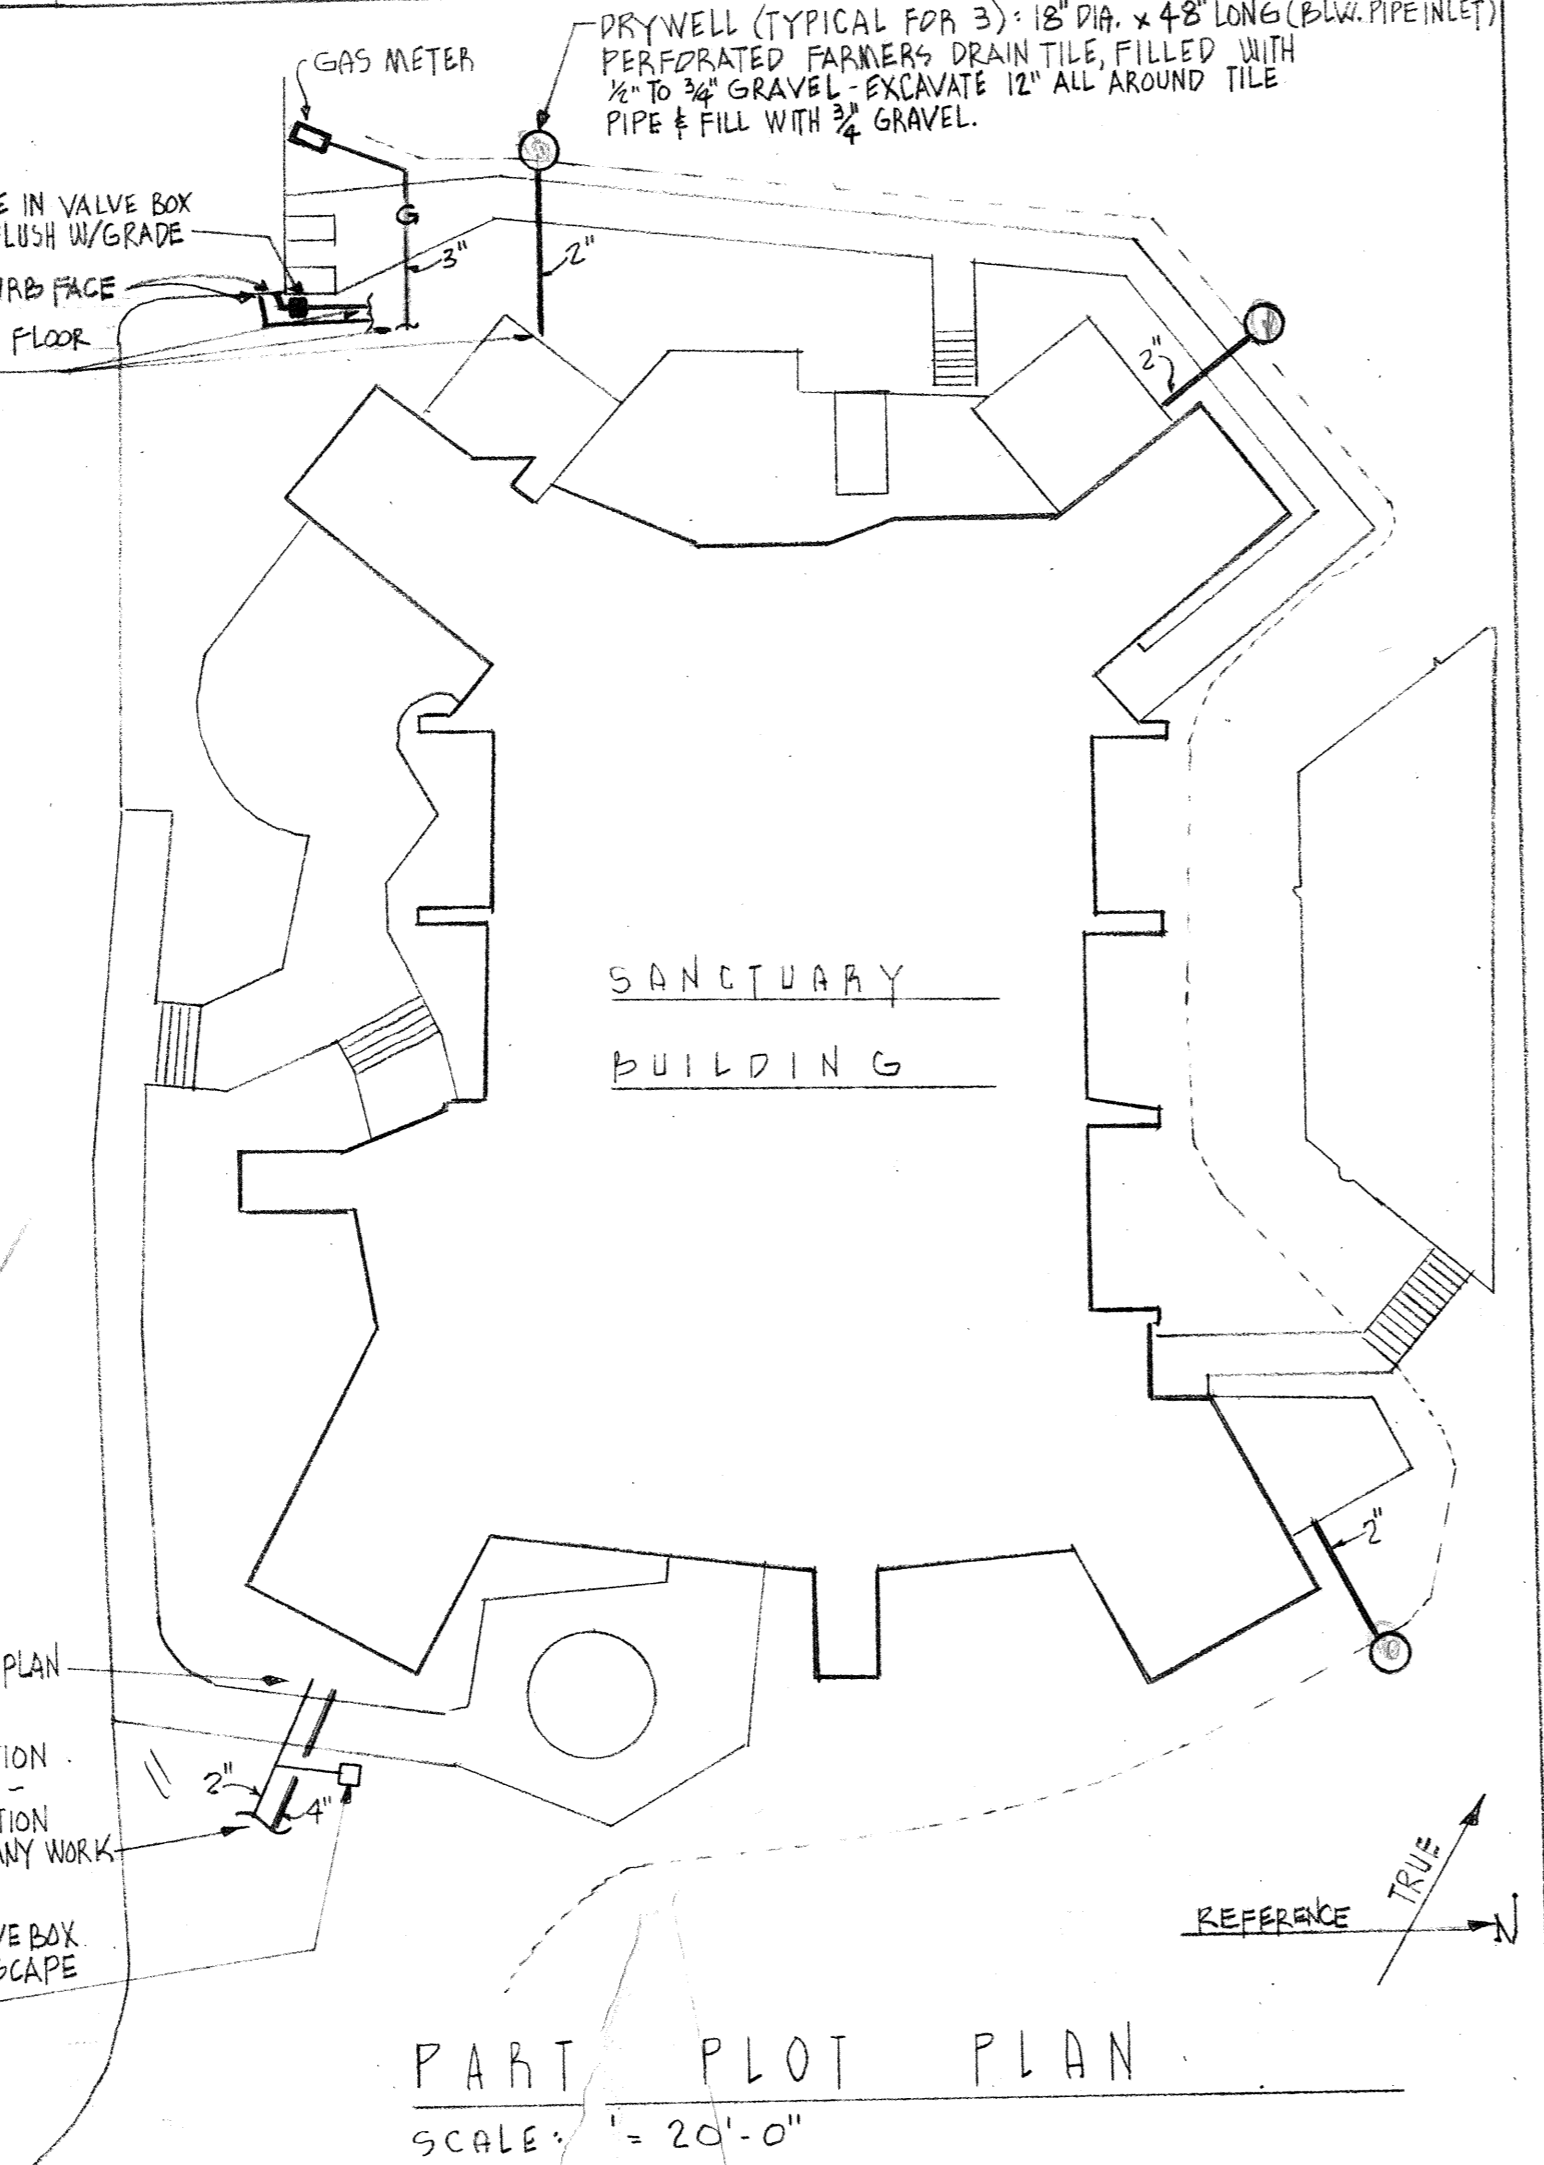 DRYWELL (TYPICAL FOR 3): 18" DIA. x 48" LONG (BLW. PIPE INLET)
PERFORATED FARMERS DRAIN TILE, FILLED WITH
½" TO ¾" GRAVEL - EXCAVATE 12" ALL AROUND TILE
PIPE & FILL WITH ¾" GRAVEL.
GAS METER
E IN VALVE BOX
LUSH W/GRADE
G
3"
2"
RB FACE
FLOOR
2"
SANCTUARY
BUILDING
2"
PLAN
TION
2"
4"
TION
ANY WORK
VE BOX
SCAPE
TRUE
REFERENCE
N
PART PLOT PLAN
SCALE: ' = 20'-0"